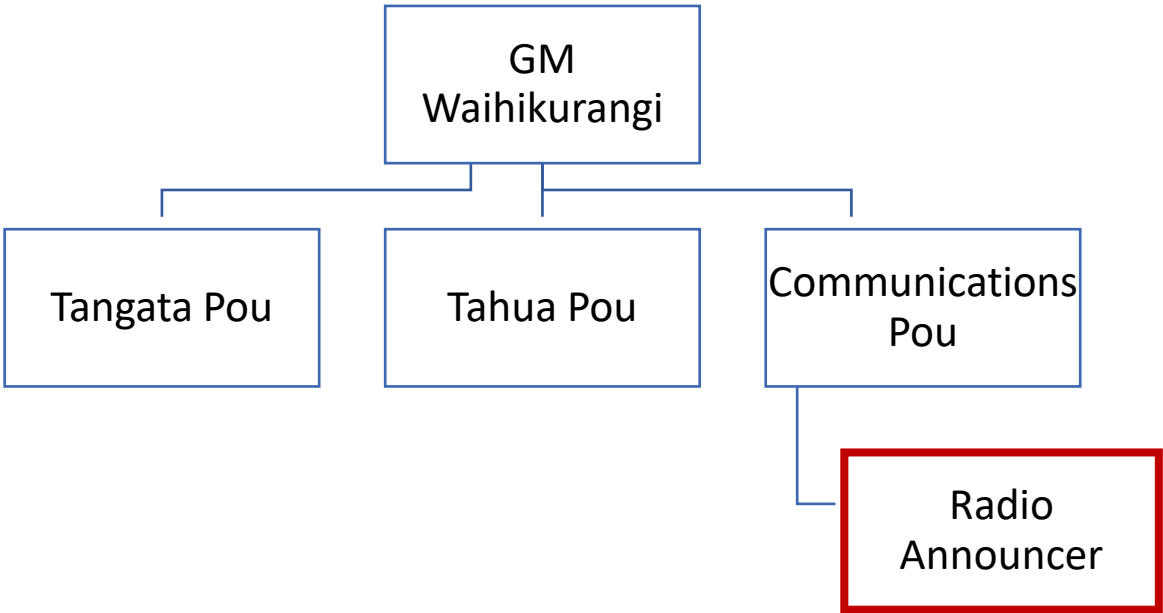 GM
Waihikurangi
Tangata Pou
Tahua Pou
Communications
Pou
Radio
Announcer